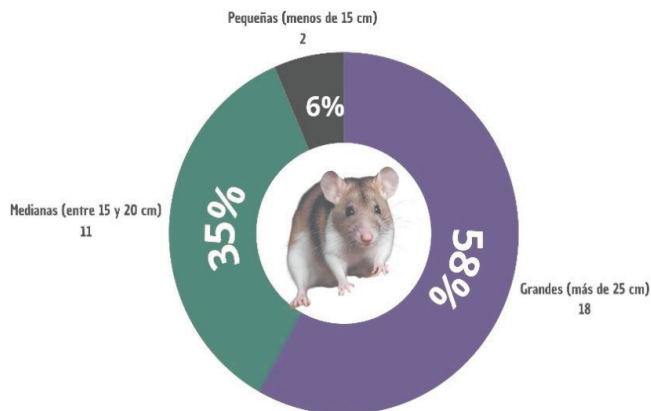 Pequeñas (menos de 15 cm)
2
6%
35%
Medianas (entre 15 y 20 cm)
11
58%
Grandes (más de 25 cm)
18